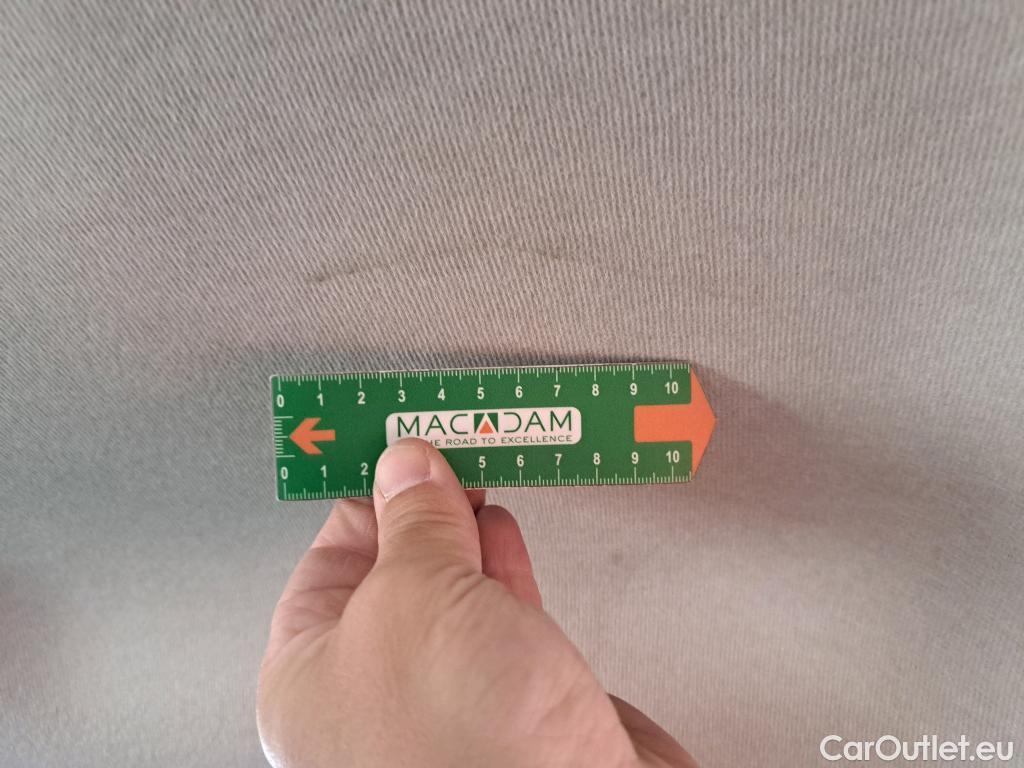 0 1 2 3 4 5 6 7 8 9 10
MACADAM
HE ROAD TO EXCELLENCE
0 1 2 5 6 7 8 9 10
CarOutlet.eu